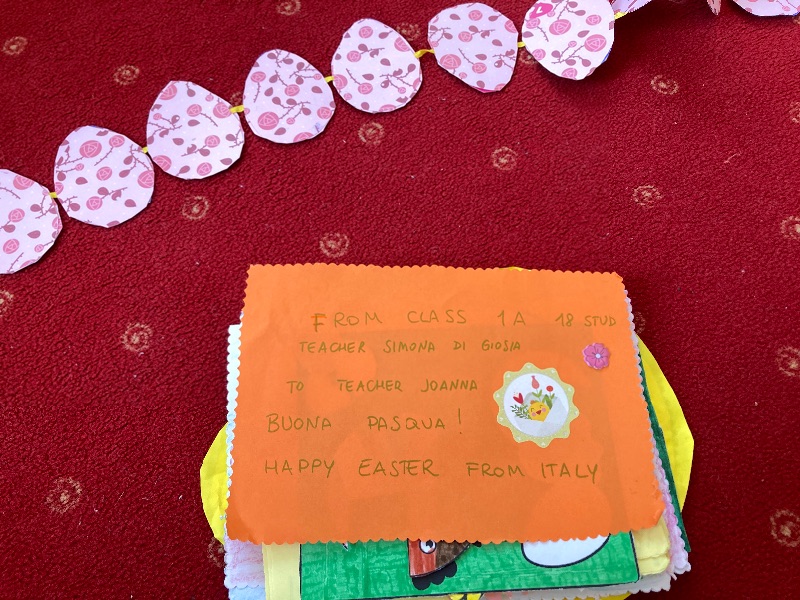 FROM CLASS 1A 18 STUD
TEACHER SIMONA DI GIOSIA
TO TEACHER JOANNA
BUONA PASQUA!
HAPPY EASTER FROM ITALY